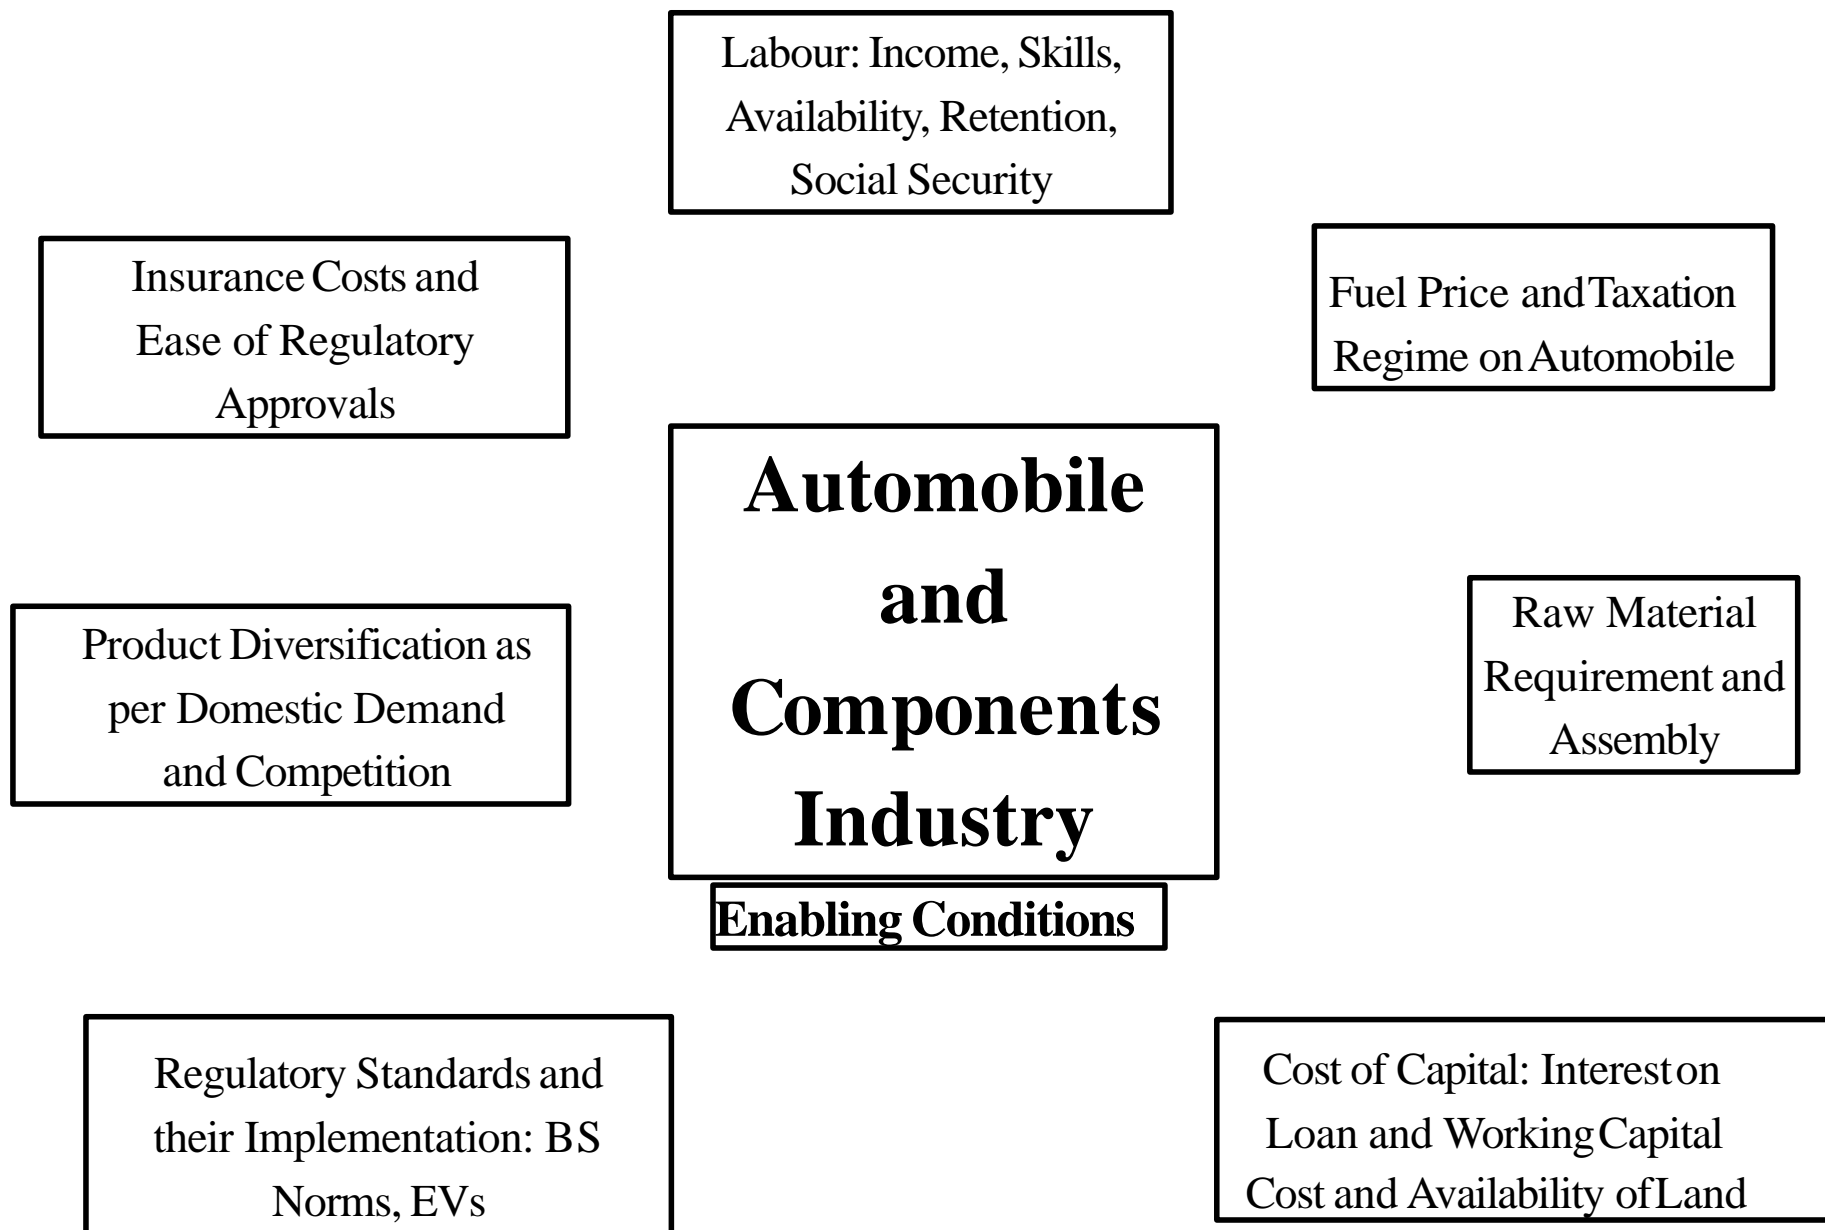 Labour: Income, Skills,
Availability, Retention,
Social Security
Insurance Costs and
Ease of Regulatory
Approvals
Fuel Price and Taxation
Regime on Automobile
Automobile
and
Components
Industry
Enabling Conditions
Product Diversification as
per Domestic Demand
and Competition
Raw Material
Requirement and
Assembly
Regulatory Standards and
their Implementation: BS
Norms, EVs
Cost of Capital: Interest on
Loan and Working Capital
Cost and Availability of Land